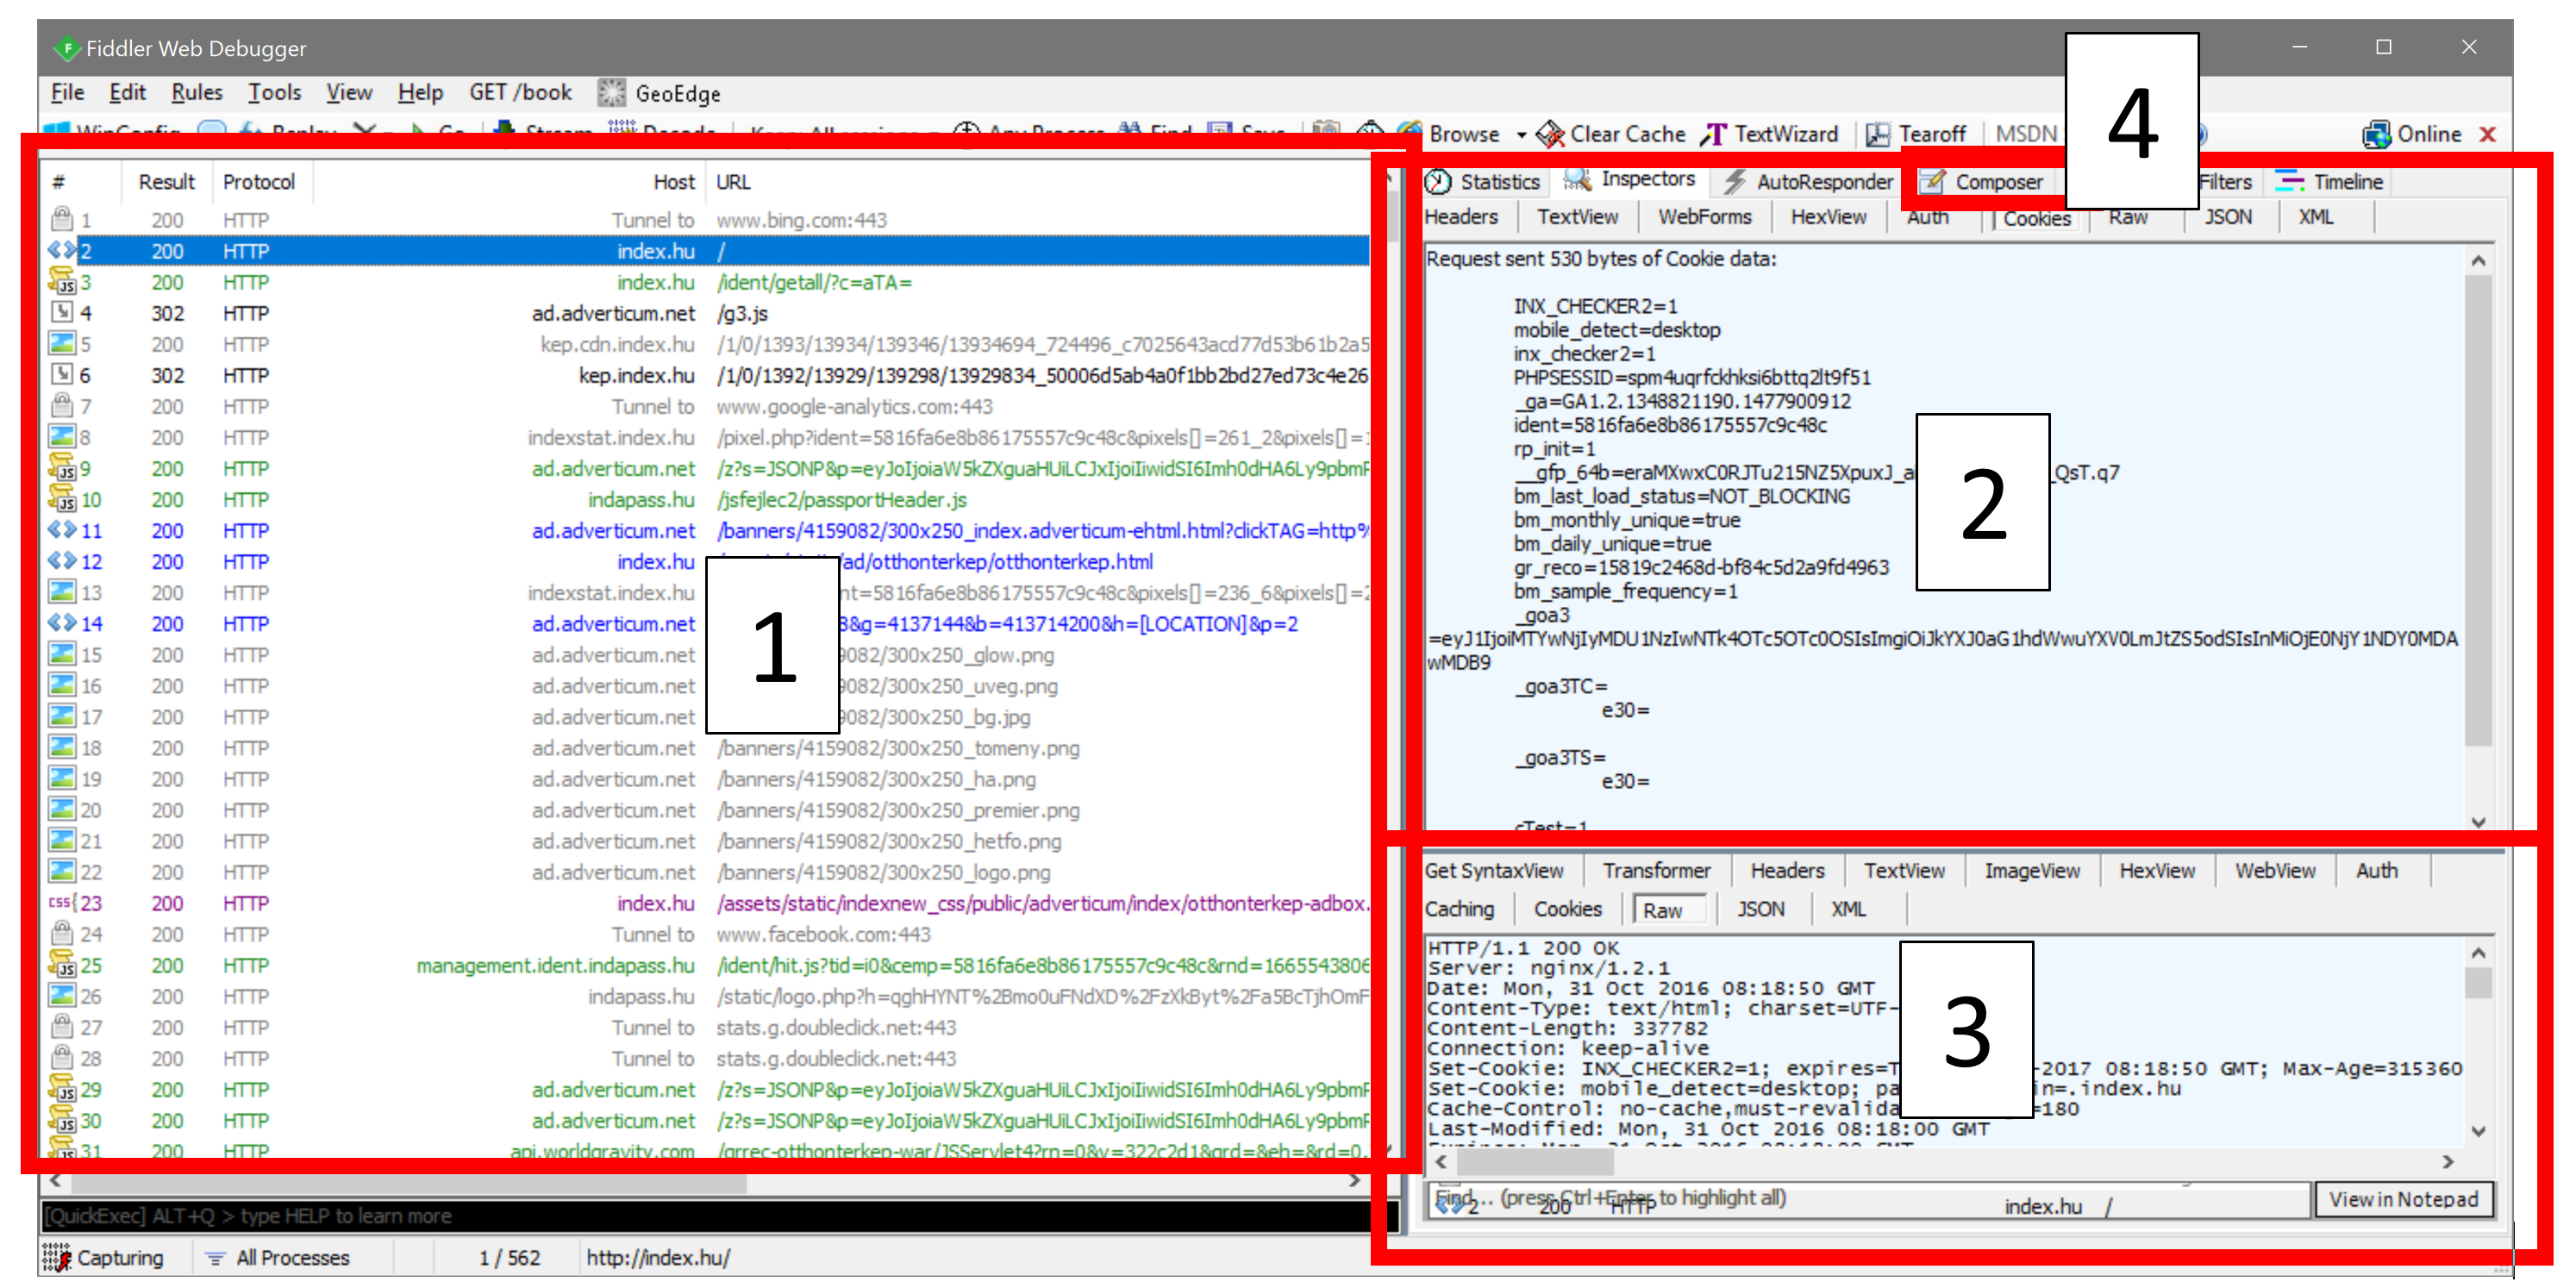 Fiddler Web Debugger
File Edit Rules Tools View Help GET /book GeoEdge
WinConfig Replay Go Stream Decode Keep: All sessions Any Process Find Save Browse Clear Cache TextWizard Tearoff MSDN Online
4
# Result Protocol Host URL
1 200 HTTP Tunnel to www.bing.com:443
2 200 HTTP index.hu /
3 200 HTTP index.hu /ident/getall/?c=aTA=
4 302 HTTP ad.adverticum.net /g3.js
5 200 HTTP kep.cdn.index.hu /1/0/1393/13934/139346/13934694_724496_c7025643acd77d53b61b2a5
6 302 HTTP kep.index.hu /1/0/1392/13929/139298/13929834_50006d5ab4a0f1bb2bd27ed73c4e26
7 200 HTTP Tunnel to www.google-analytics.com:443
8 200 HTTP indexstat.index.hu /pixel.php?ident=5816fa6e8b86175557c9c48c&pixels[]=261_2&pixels[]=
9 200 HTTP ad.adverticum.net /z?s=JSONP&p=eyJoIjoiaW5kZXguaHUiLCJxIjoiIiwidSI6Imh0dHA6Ly9pbmF
10 200 HTTP indapass.hu /jsfejlec2/passportHeader.js
11 200 HTTP ad.adverticum.net /banners/4159082/300x250_index.adverticum-ehtml.html?clickTAG=http%
12 200 HTTP index.hu /ad/otthonterkep/otthonterkep.html
13 200 HTTP indexstat.index.hu nt=5816fa6e8b86175557c9c48c&pixels[]=236_6&pixels[]=2
14 200 HTTP ad.adverticum.net 8&g=4137144&b=413714200&h=[LOCATION]&p=2
15 200 HTTP ad.adverticum.net 9082/300x250_glow.png
16 200 HTTP ad.adverticum.net 9082/300x250_uveg.png
17 200 HTTP ad.adverticum.net 9082/300x250_bg.jpg
18 200 HTTP ad.adverticum.net /banners/4159082/300x250_tomeny.png
19 200 HTTP ad.adverticum.net /banners/4159082/300x250_ha.png
20 200 HTTP ad.adverticum.net /banners/4159082/300x250_premier.png
21 200 HTTP ad.adverticum.net /banners/4159082/300x250_hetfo.png
22 200 HTTP ad.adverticum.net /banners/4159082/300x250_logo.png
23 200 HTTP index.hu /assets/static/indexnew_css/public/adverticum/index/otthonterkep-adbox.
24 200 HTTP Tunnel to www.facebook.com:443
25 200 HTTP management.ident.indapass.hu /ident/hit.js?tid=i0&cemp=5816fa6e8b86175557c9c48c&rnd=1665543806
26 200 HTTP indapass.hu /static/logo.php?h=qghHYNT%2Bmo0uFNdXD%2FzXkByt%2Fa5BcTjhOmF
27 200 HTTP Tunnel to stats.g.doubleclick.net:443
28 200 HTTP Tunnel to stats.g.doubleclick.net:443
29 200 HTTP ad.adverticum.net /z?s=JSONP&p=eyJoIjoiaW5kZXguaHUiLCJxIjoiIiwidSI6Imh0dHA6Ly9pbmF
30 200 HTTP ad.adverticum.net /z?s=JSONP&p=eyJoIjoiaW5kZXguaHUiLCJxIjoiIiwidSI6Imh0dHA6Ly9pbmF
31 200 HTTP api.worldgravity.com /grrec-otthonterkep-war/JSServlet4?rn=0&v=322c2d1&grd=&eh=&rd=0.
1
[QuickExec] ALT+Q > type HELP to learn more
Capturing All Processes 1 / 562 http://index.hu/
Statistics Inspectors AutoResponder Composer Filters Timeline
Headers TextView WebForms HexView Auth Cookies Raw JSON XML
Request sent 530 bytes of Cookie data:
INX_CHECKER2=1
mobile_detect=desktop
inx_checker2=1
PHPSESSID=spm4uqrfckhksi6bttq2lt9f51
_ga=GA1.2.1348821190.1477900912
ident=5816fa6e8b86175557c9c48c
rp_init=1
__gfp_64b=eraMXwxC0RJTu215NZ5XpuxJ_a QsT.q7
bm_last_load_status=NOT_BLOCKING
bm_monthly_unique=true
bm_daily_unique=true
gr_reco=15819c2468d-bf84c5d2a9fd4963
bm_sample_frequency=1
_goa3
=eyJ1IjoiMTYwNjIyMDU1NzIwNTk4OTc5OTc0OSIsImgiOiJkYXJ0aG1hdWwuYXV0LmJtZS5odSIsInMiOjE0NjY1NDY0MDA
wMDB9
_goa3TC=
e30=
_goa3TS=
e30=
cTest=1
2
Get SyntaxView Transformer Headers TextView ImageView HexView WebView Auth
Caching Cookies Raw JSON XML
HTTP/1.1 200 OK
Server: nginx/1.2.1
Date: Mon, 31 Oct 2016 08:18:50 GMT
Content-Type: text/html; charset=UTF-
Content-Length: 337782
Connection: keep-alive
Set-Cookie: INX_CHECKER2=1; expires=T -2017 08:18:50 GMT; Max-Age=315360
Set-Cookie: mobile_detect=desktop; pa in=.index.hu
Cache-Control: no-cache,must-revalida =180
Last-Modified: Mon, 31 Oct 2016 08:18:00 GMT
3
Find... (press Ctrl+Enter to highlight all) View in Notepad
2 200 HTTP index.hu /